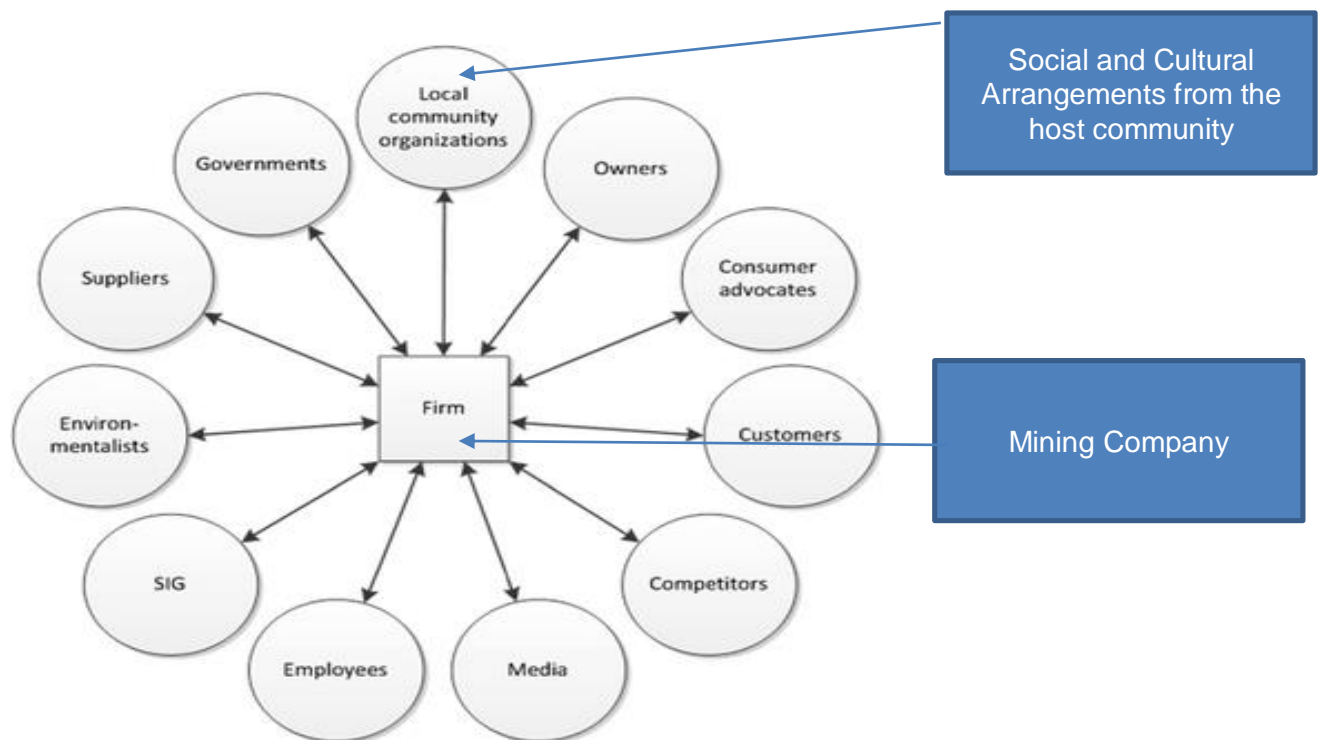 Social and Cultural
Arrangements from the
host community
Local
community
organizations
Governments
Owners
Suppliers
Consumer
advocates
Firm
Environ-
mentalists
Customers
Mining Company
SIG
Competitors
Employees
Media